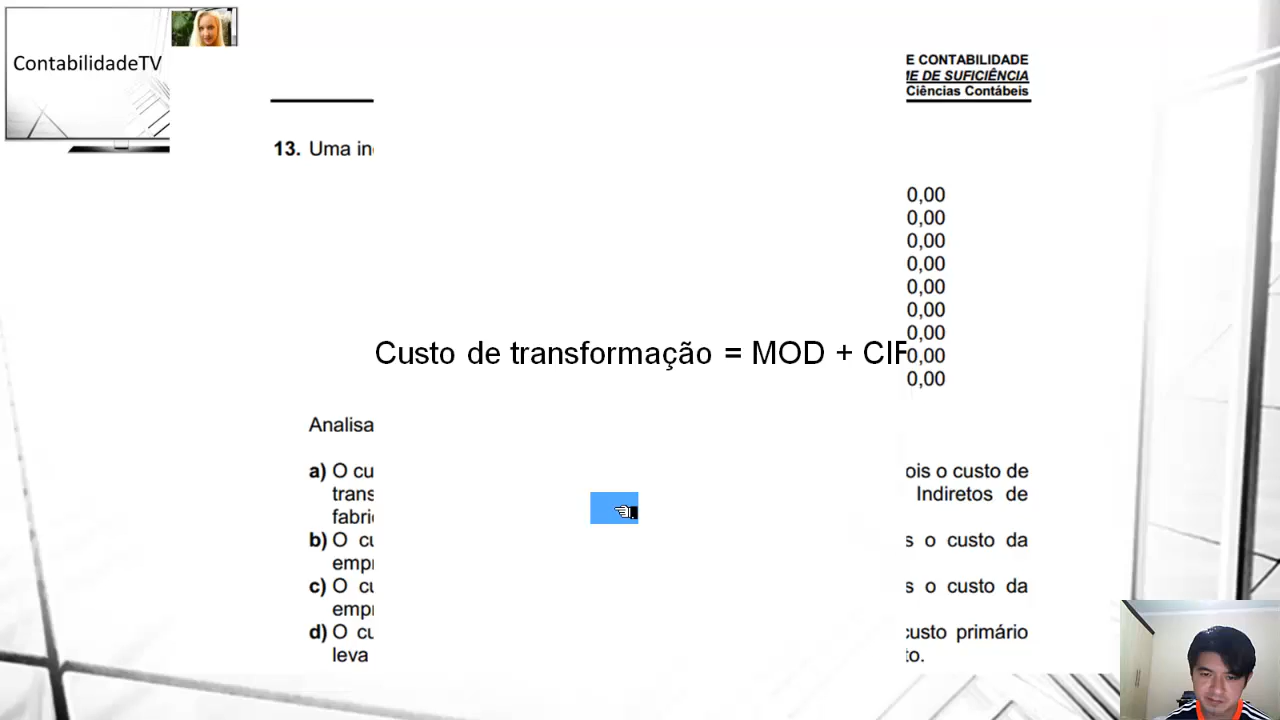 ContabilidadeTV
E CONTABILIDADE
ME DE SUFICIÊNCIA
Ciências Contábeis
13. Uma in
0,00
0,00
0,00
0,00
0,00
0,00
0,00
Custo de transformação = MOD + CIF
0,00
0,00
Analisa
a) O cu ois o custo de
trans Indiretos de
fabri
b) O cu s o custo da
empr
c) O cu s o custo da
empr
d) O cu custo primário
leva to.